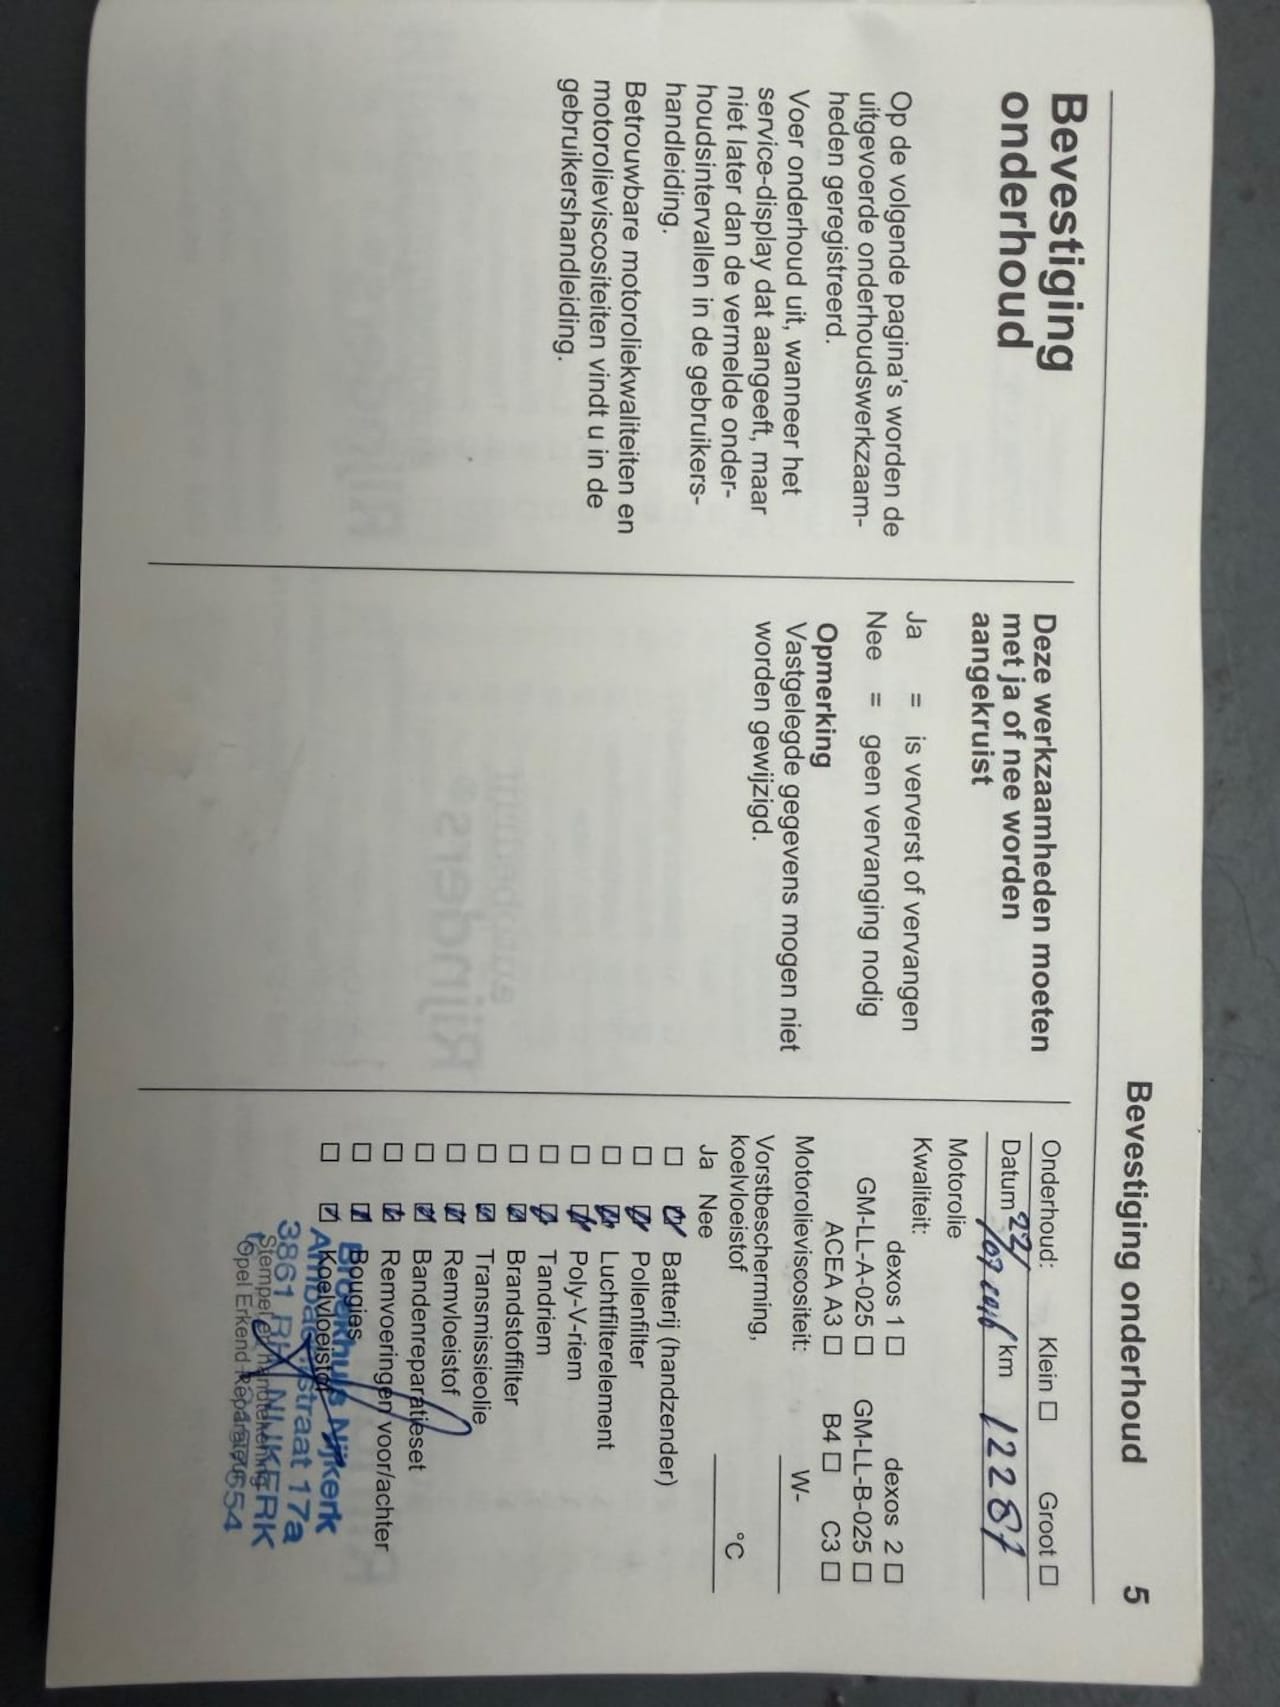 Bevestiging onderhoud 5
Bevestiging
onderhoud
Op de volgende pagina's worden de
uitgevoerde onderhoudswerkzaam-
heden geregistreerd.
Voer onderhoud uit, wanneer het
service-display dat aangeeft, maar
niet later dan de vermelde onder-
houdsintervallen in de gebruikers-
handleiding.
Betrouwbare motoroliekwaliteiten en
motorolieviscositeiten vindt u in de
gebruikershandleiding.
Deze werkzaamheden moeten
met ja of nee worden
aangekruist
Ja = is ververst of vervangen
Nee = geen vervanging nodig
Opmerking
Vastgelegde gegevens mogen niet
worden gewijzigd.
Onderhoud: Klein ☐ Groot ☐
Datum km 12287
Motorolie
Kwaliteit:
dexos 1 ☐ dexos 2 ☐
GM-LL-A-025 ☐ GM-LL-B-025 ☐
ACEA A3 ☐ B4 ☐ C3 ☐
Motorolieviscositeit: W-
Vorstbescherming,
koelvloeistof °C
Ja Nee
☐ ☑ Batterij (handzender)
☐ ☑ Pollenfilter
☐ ☑ Luchtfilterelement
☐ ☑ Poly-V-riem
☐ ☑ Tandriem
☐ ☑ Brandstoffilter
☐ ☑ Transmissieolie
☐ ☑ Remvloeistof
☐ ☑ Bandenreparatieset
☐ ☑ Remvoeringen voor/achter
☐ ☑ Bougies
☐ ☑ Koelvloeistof
Broekhuis Nijkerk
straat 17a
3861 RH NIJKERK
Stempel en handtekening
Opel Erkend Reparateur